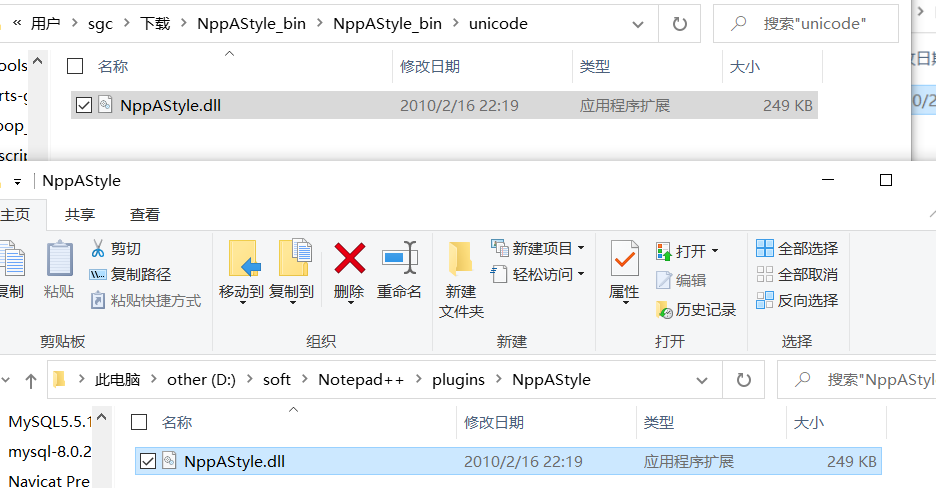 « 用户 > sgc > 下载 > NppAStyle_bin > NppAStyle_bin > unicode
搜索"unicode"
ools
名称 修改日期 类型 大小
rts-g
NppAStyle.dll 2010/2/16 22:19 应用程序扩展 249 KB
oop_
scrip
NppAStyle
主页 共享 查看
复制 粘贴 剪切
复制路径
粘贴快捷方式
剪贴板
移动到 复制到 删除 重命名
组织
新建
文件夹
新建项目
轻松访问
新建
属性
打开
编辑
历史记录
打开
全部选择
全部取消
反向选择
选择
此电脑 > other (D:) > soft > Notepad++ > plugins > NppAStyle
搜索"NppAStyl
MySQL5.5.1
名称 修改日期 类型 大小
mysql-8.0.2
NppAStyle.dll 2010/2/16 22:19 应用程序扩展 249 KB
Navicat Pre